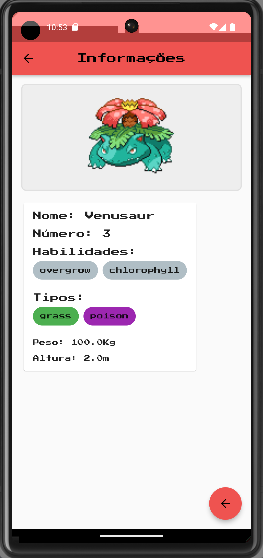 10:53
Informações
Nome: Venusaur
Número: 3
Habilidades:
overgrow chlorophyll
Tipos:
grass poison
Peso: 100.0Kg
Altura: 2.0m